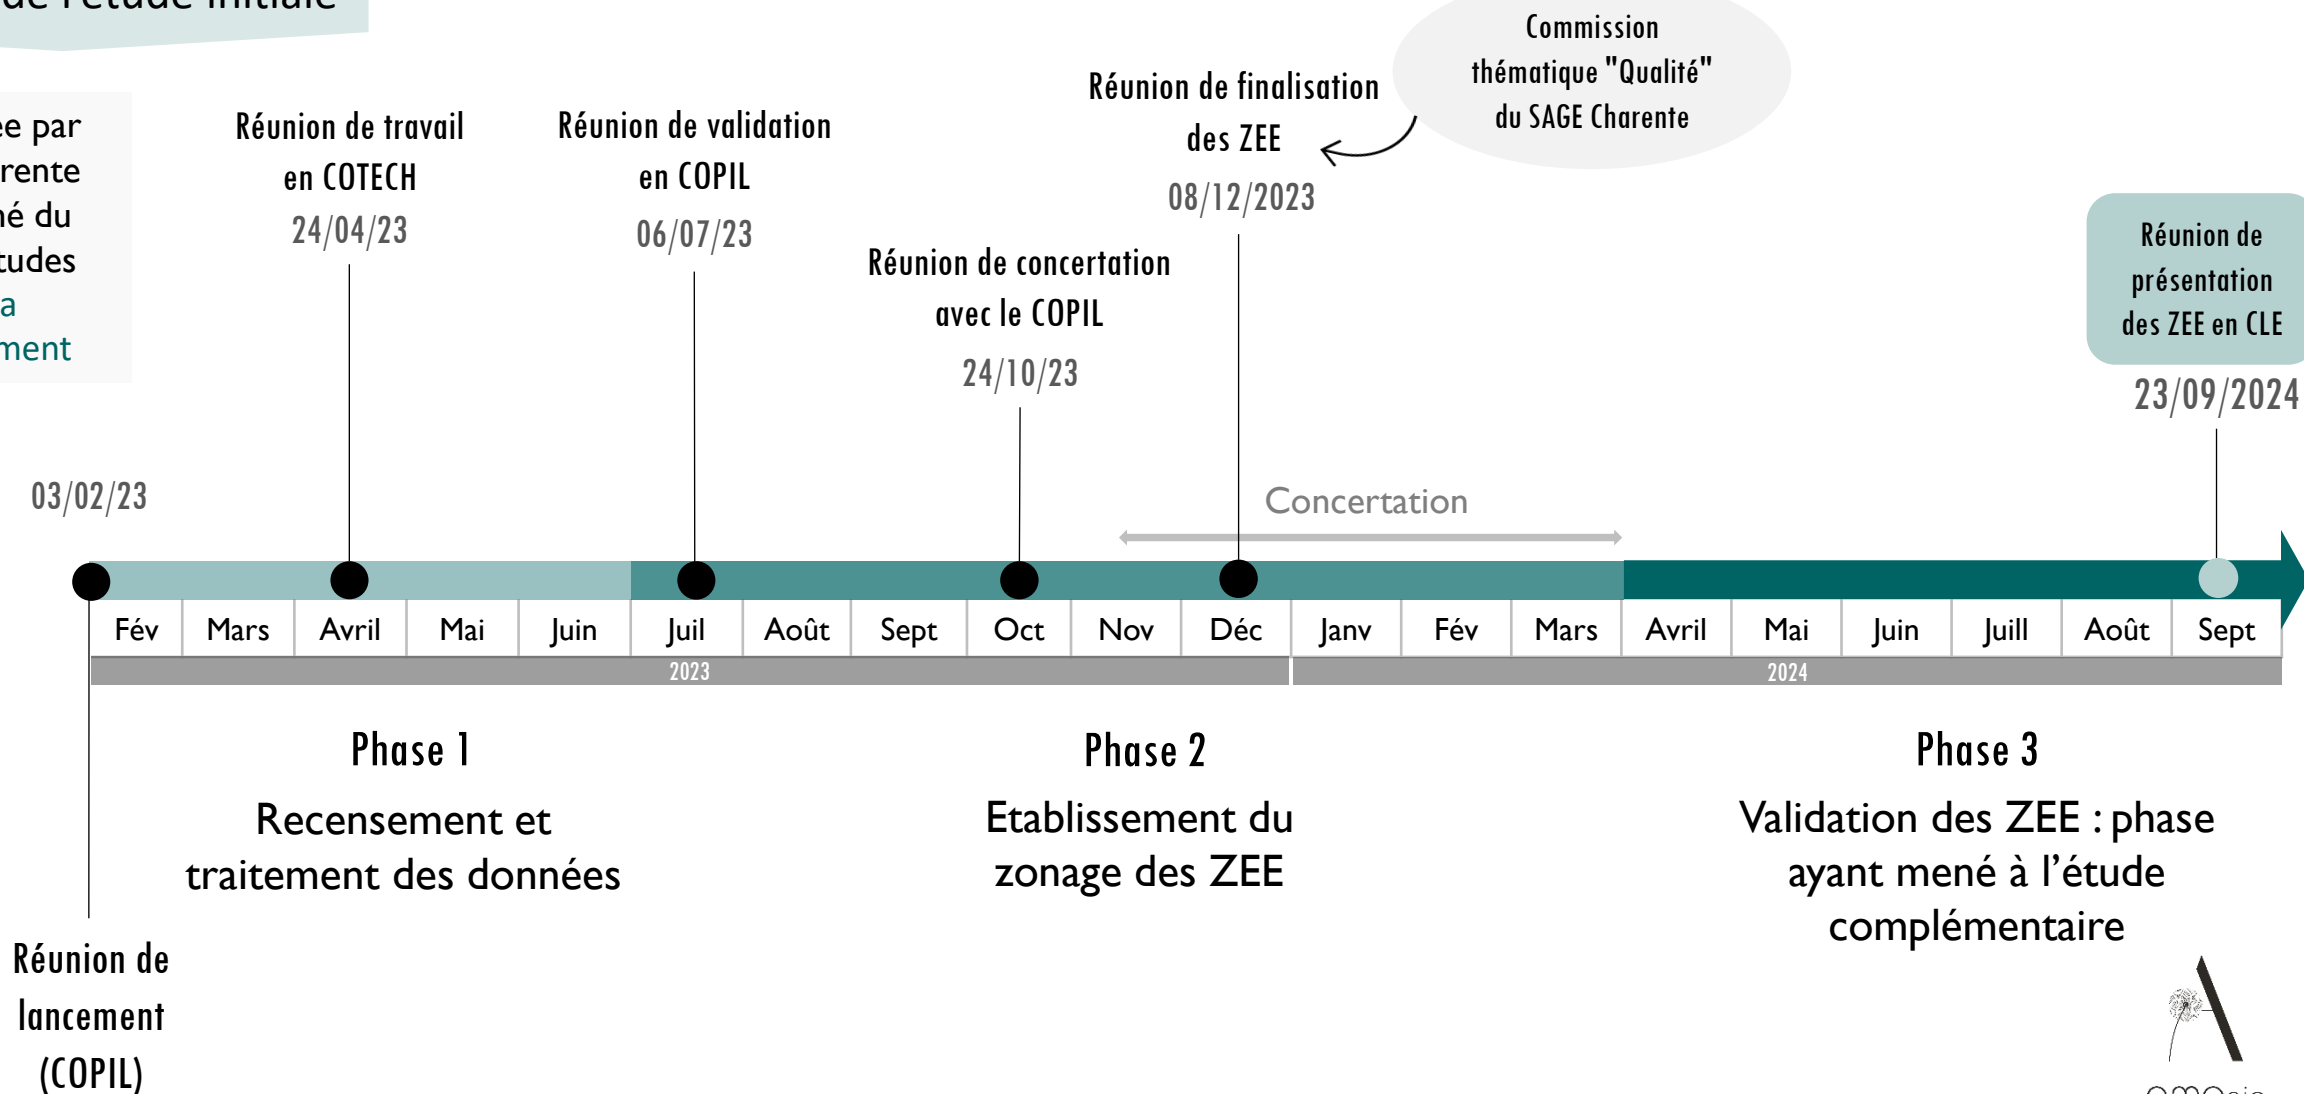 de l'étude initiale
par
Réunion de travail
en COTECH
24/04/23
Réunion de validation
en COPIL
06/07/23
Réunion de concertation
avec le COPIL
24/10/23
Réunion de finalisation
des ZEE
08/12/2023
Commission
thématique "Qualité"
du SAGE Charente
Réunion de
présentation
des ZEE en CLE
23/09/2024
03/02/23
Concertation
Fév Mars Avril Mai Juin Juil Août Sept Oct Nov Déc Janv Fév Mars Avril Mai Juin Juill Août Sept
2023 2024
Phase 1
Recensement et
traitement des données
Phase 2
Etablissement du
zonage des ZEE
Phase 3
Validation des ZEE : phase
ayant mené à l'étude
complémentaire
Réunion de
lancement
(COPIL)